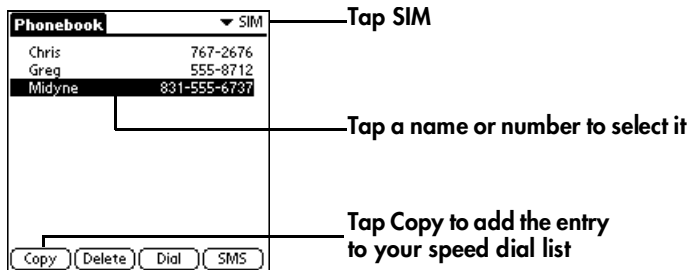 Phonebook ▼ SIM
Tap SIM
Chris 767-2676
Greg 555-8712
Midyne 831-555-6737
Tap a name or number to select it
Tap Copy to add the entry
to your speed dial list
Copy Delete Dial SMS